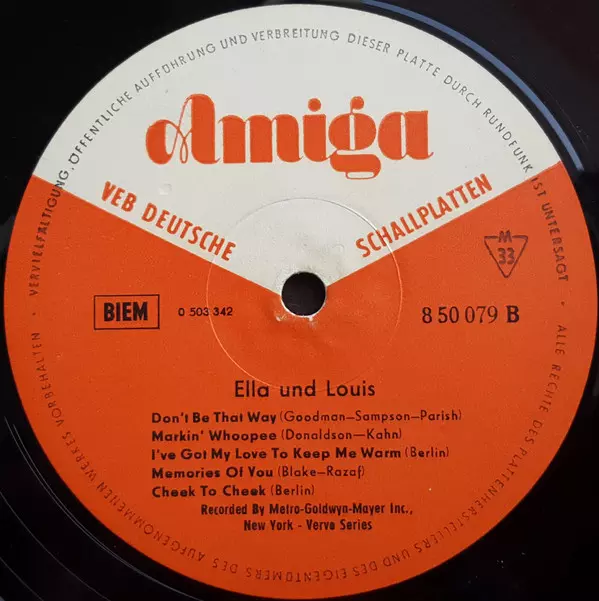 VERVIELFÄLTIGUNG, ÖFFENTLICHE AUFFÜHRUNG UND VERBREITUNG DIESER PLATTE DURCH RUNDFUNK IST UNTERSAGT · ALLE RECHTE DES PLATTENHERSTELLERS UND DES EIGENTÜMERS DES AUFGENOMMENEN WERKES VORBEHALTEN ·
Amiga
VEB DEUTSCHE SCHALLPLATTEN
M
33
BIEM
0 503 342
8 50 079 B
Ella und Louis
Don't Be That Way (Goodman—Sampson—Parish)
Markin' Whoopee (Donaldson—Kahn)
I've Got My Love To Keep Me Warm (Berlin)
Memories Of You (Blake—Razaf)
Cheek To Cheek (Berlin)
Recorded By Metro-Goldwyn-Mayer Inc.,
New York - Verve Series